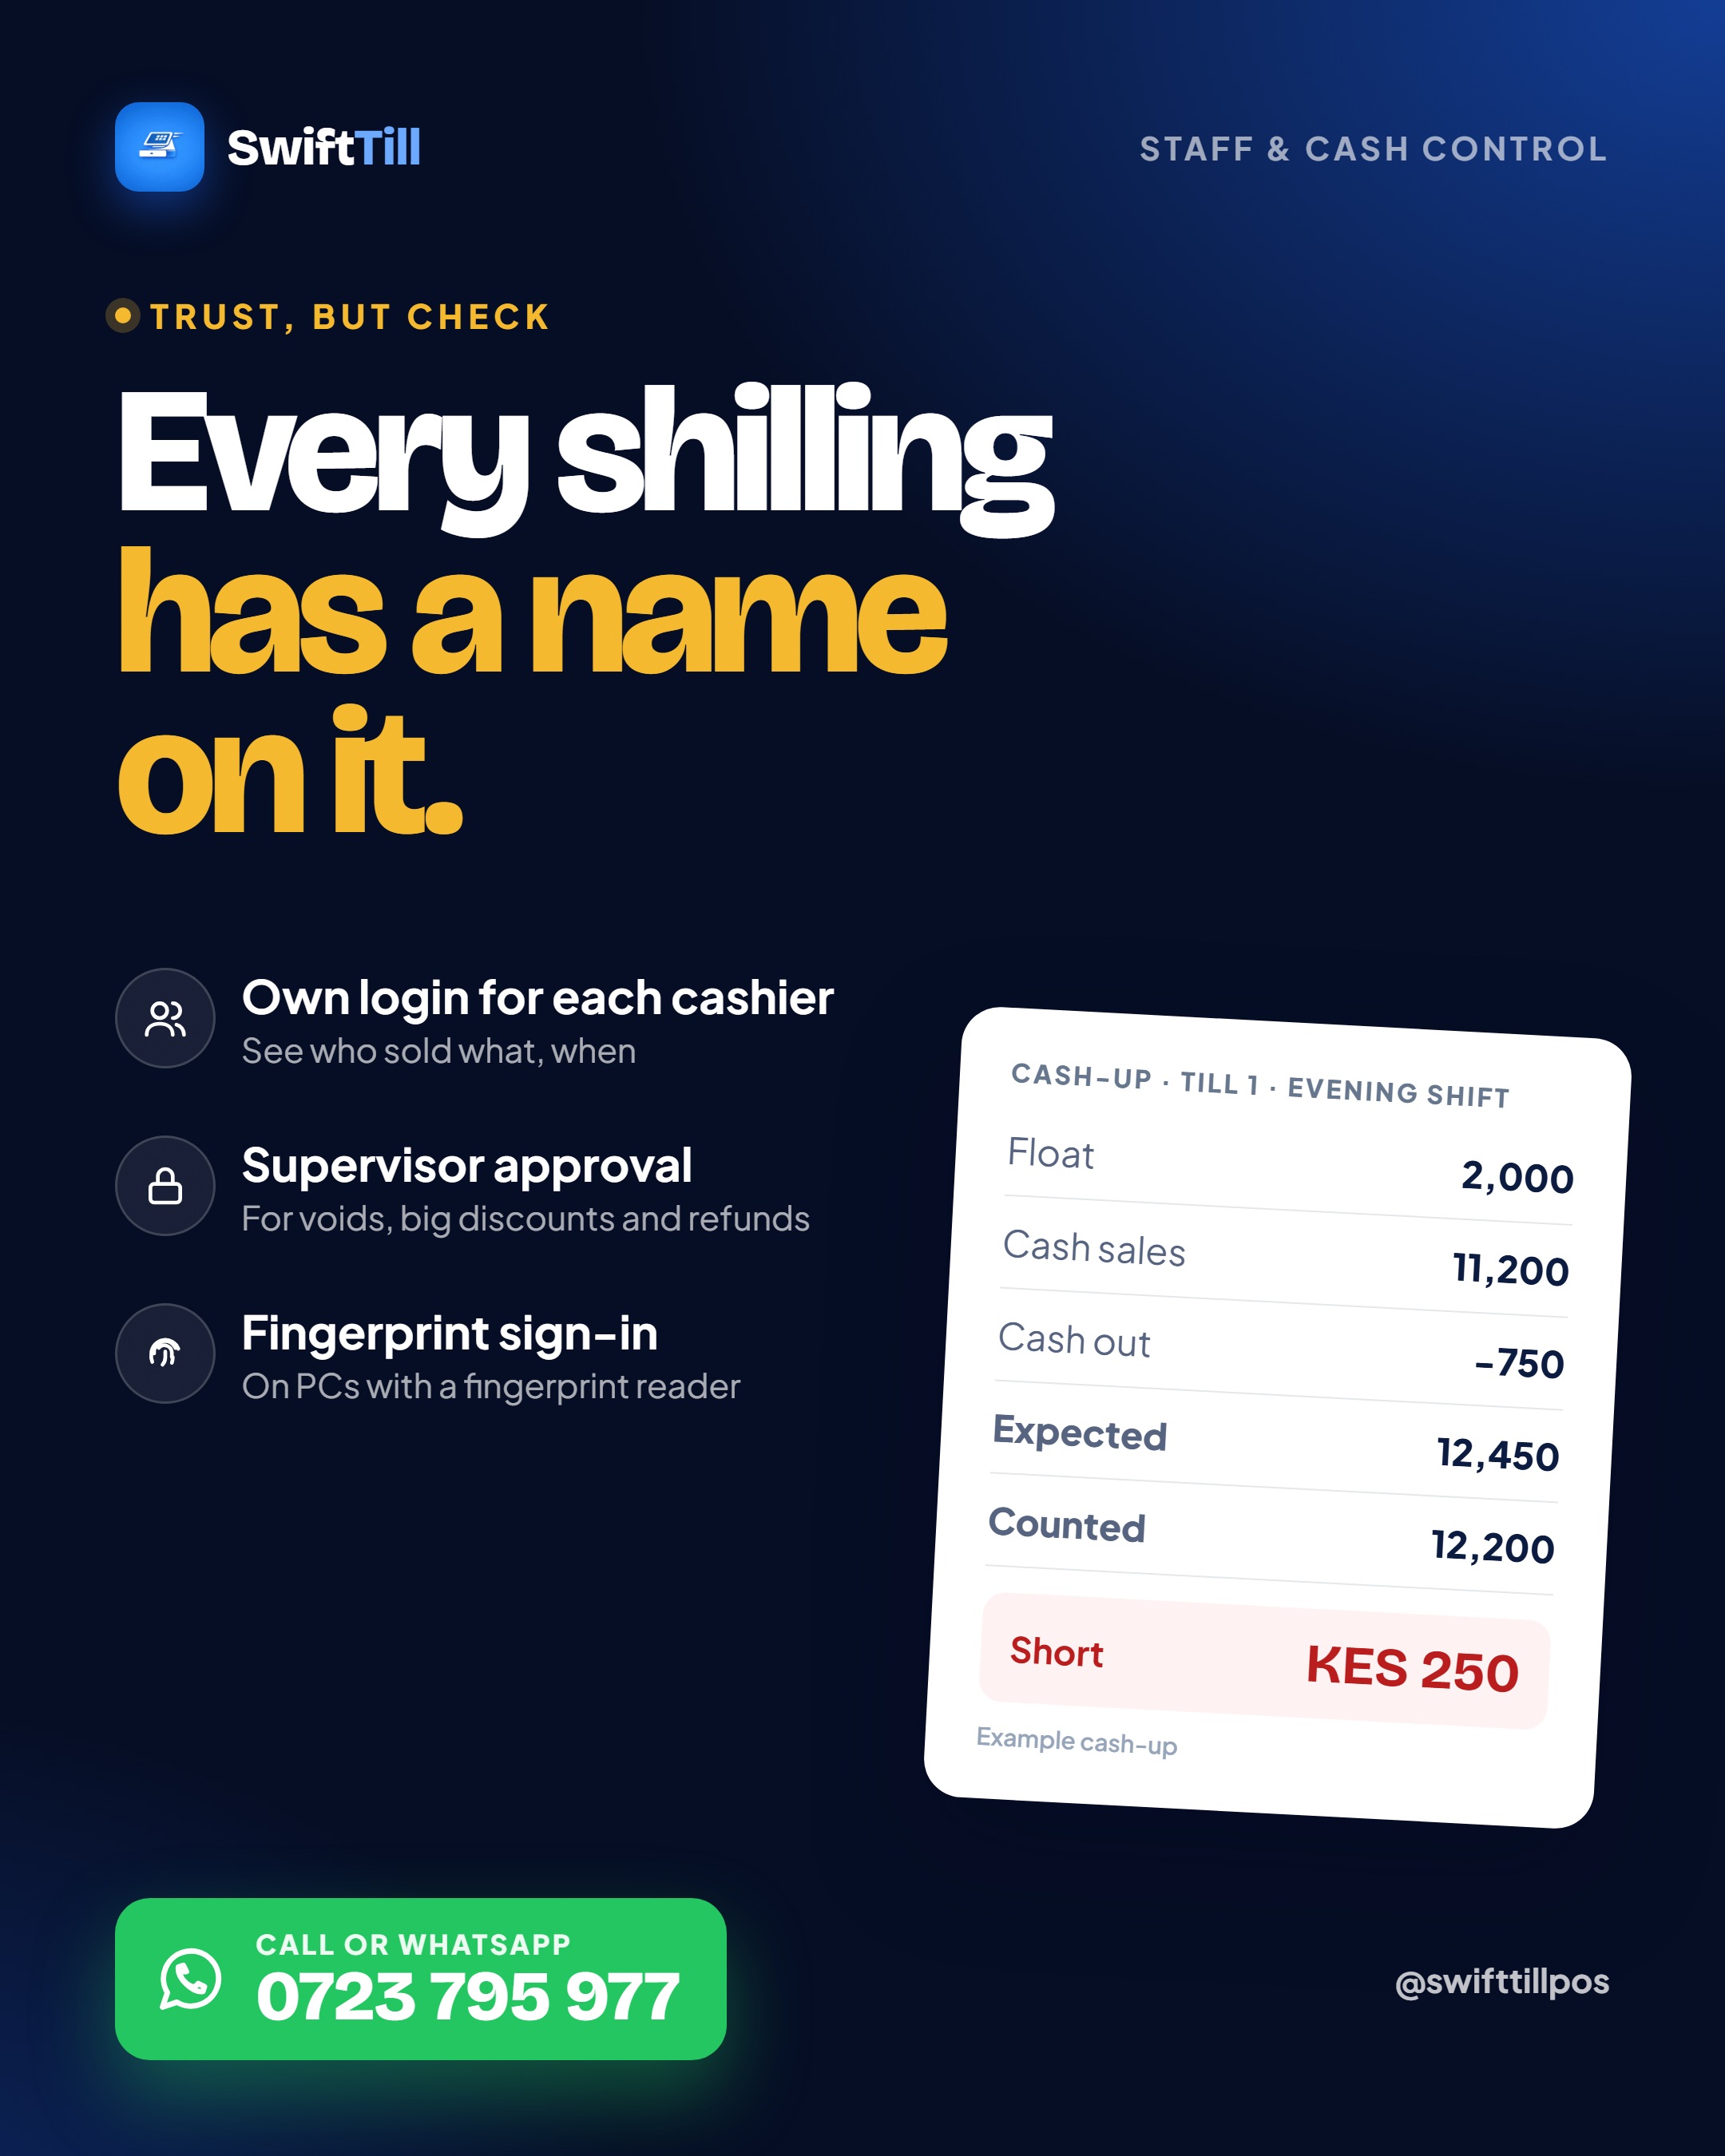 SwiftTill
STAFF & CASH CONTROL
TRUST, BUT CHECK
Every shilling
has a name
on it.
Own login for each cashier
See who sold what, when
Supervisor approval
For voids, big discounts and refunds
Fingerprint sign-in
On PCs with a fingerprint reader
CASH-UP · TILL 1 · EVENING SHIFT
Float 2,000
Cash sales 11,200
Cash out -750
Expected 12,450
Counted 12,200
Short KES 250
Example cash-up
CALL OR WHATSAPP
0723 795 977
@swifttillpos